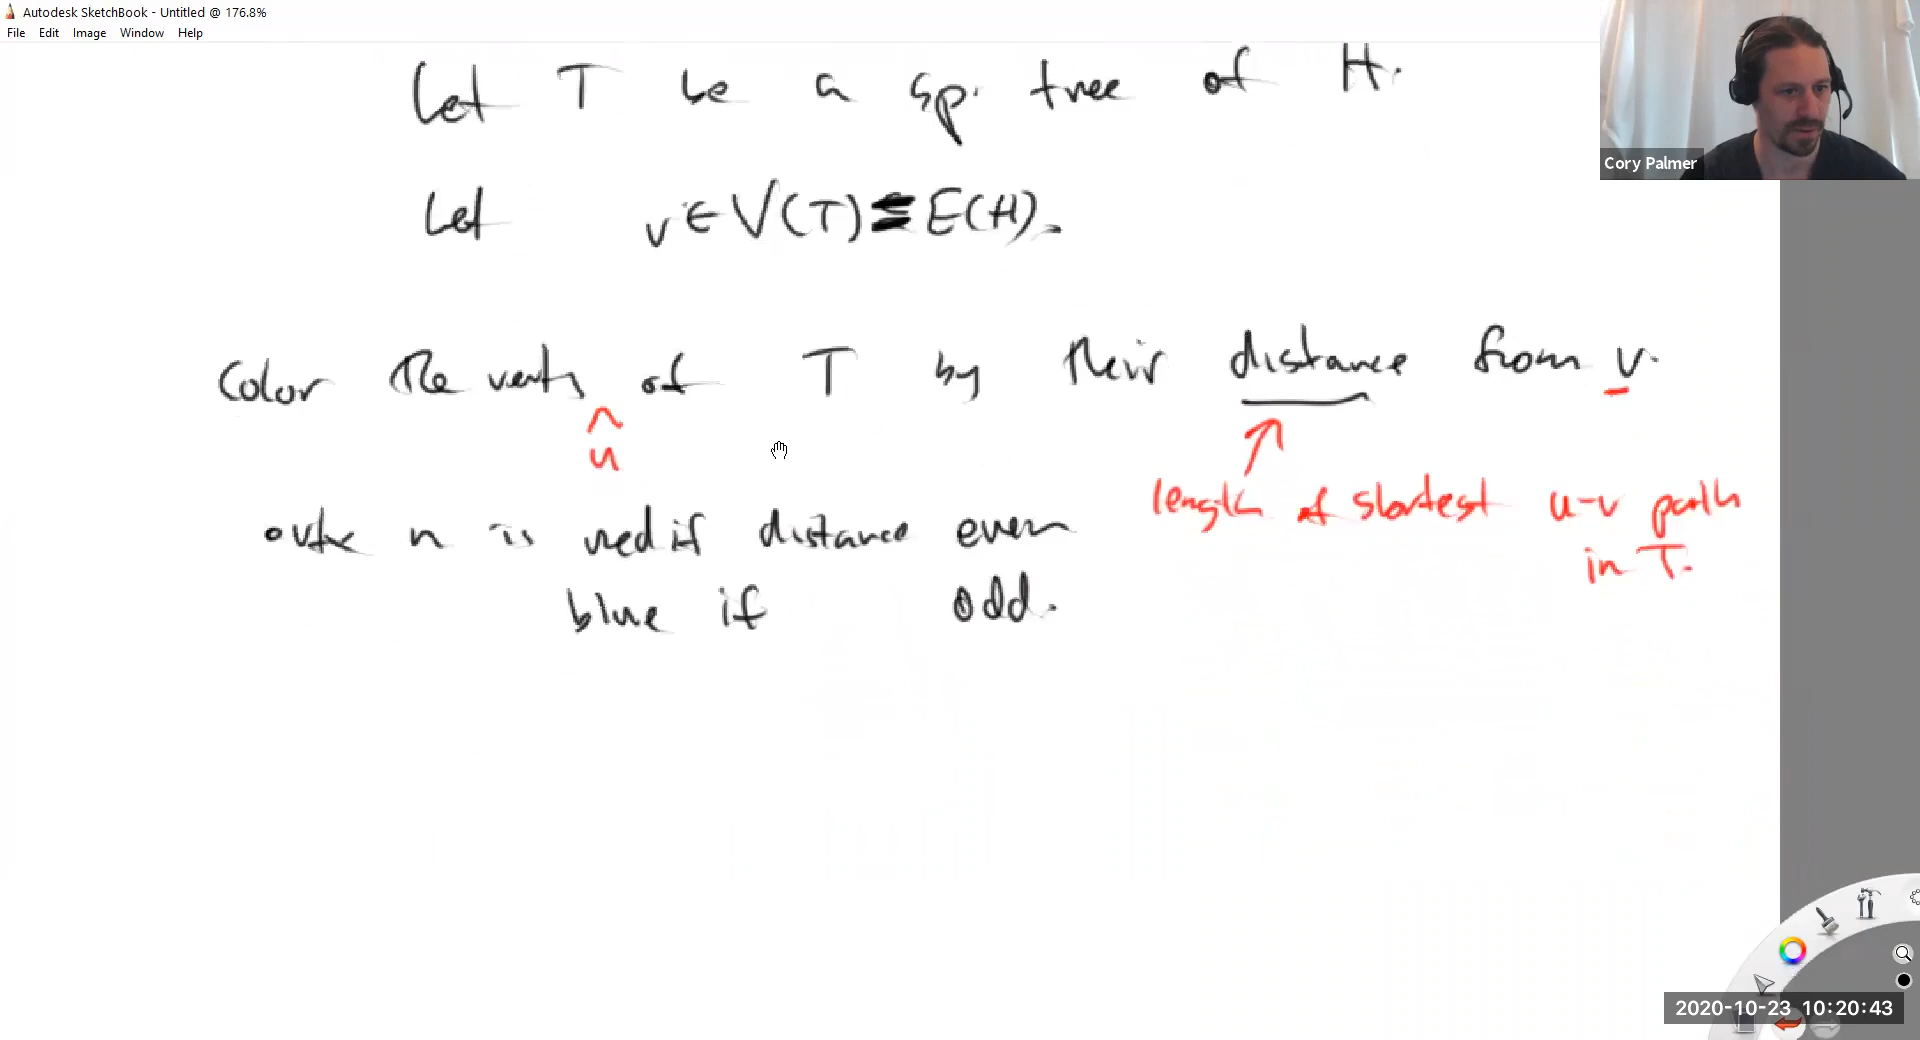 Autodesk SketchBook - Untitled @ 176.8%
File Edit Image Window Help
Let T be a sp. tree of H.
Cory Palmer
Let v ∈ V(T) = E(H).
Color the verts of T by their distance from v.
u
length of shortest u-v path
in T.
u is red if distance even
blue if odd.
2020-10-23 10:20:43